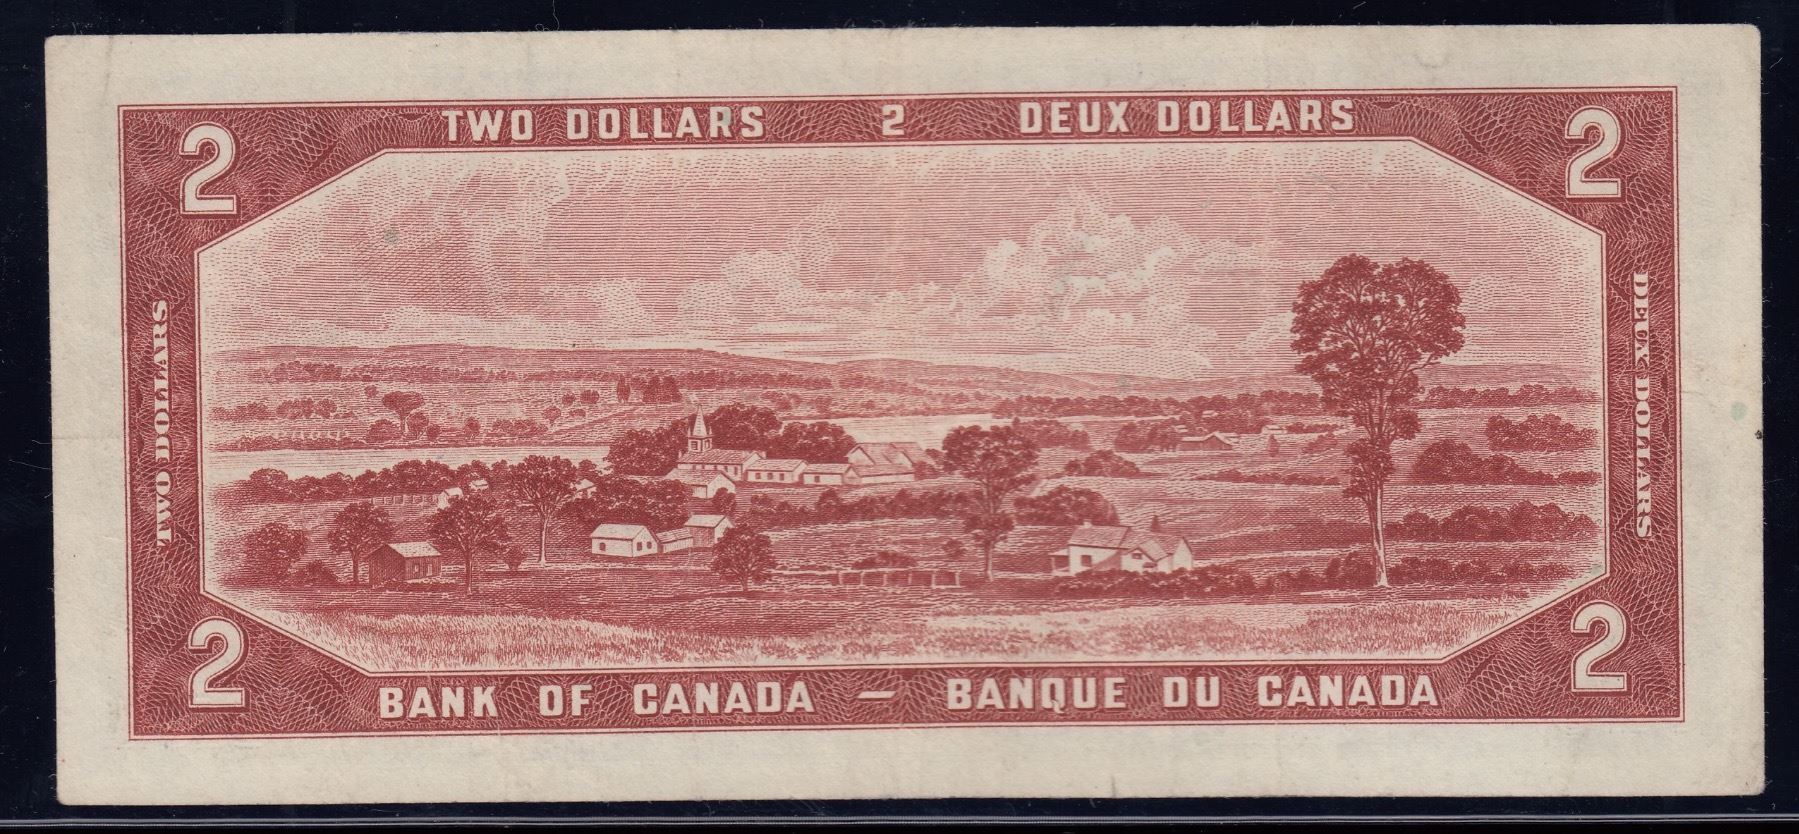 TWO DOLLARS 2 DEUX DOLLARS
2 2
TWO DOLLARS
DEUX DOLLARS
2 2
BANK OF CANADA – BANQUE DU CANADA